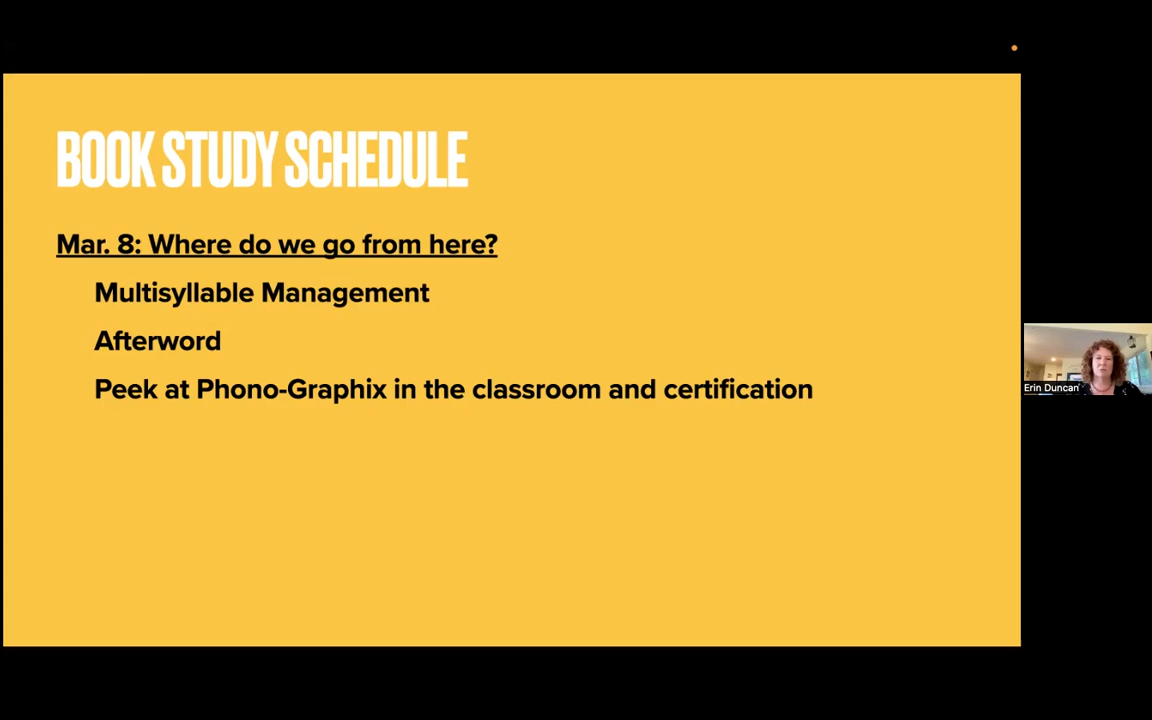 BOOK STUDY SCHEDULE
Mar. 8: Where do we go from here?
Multisyllable Management
Afterword
Peek at Phono-Graphix in the classroom and certification
Erin Duncan